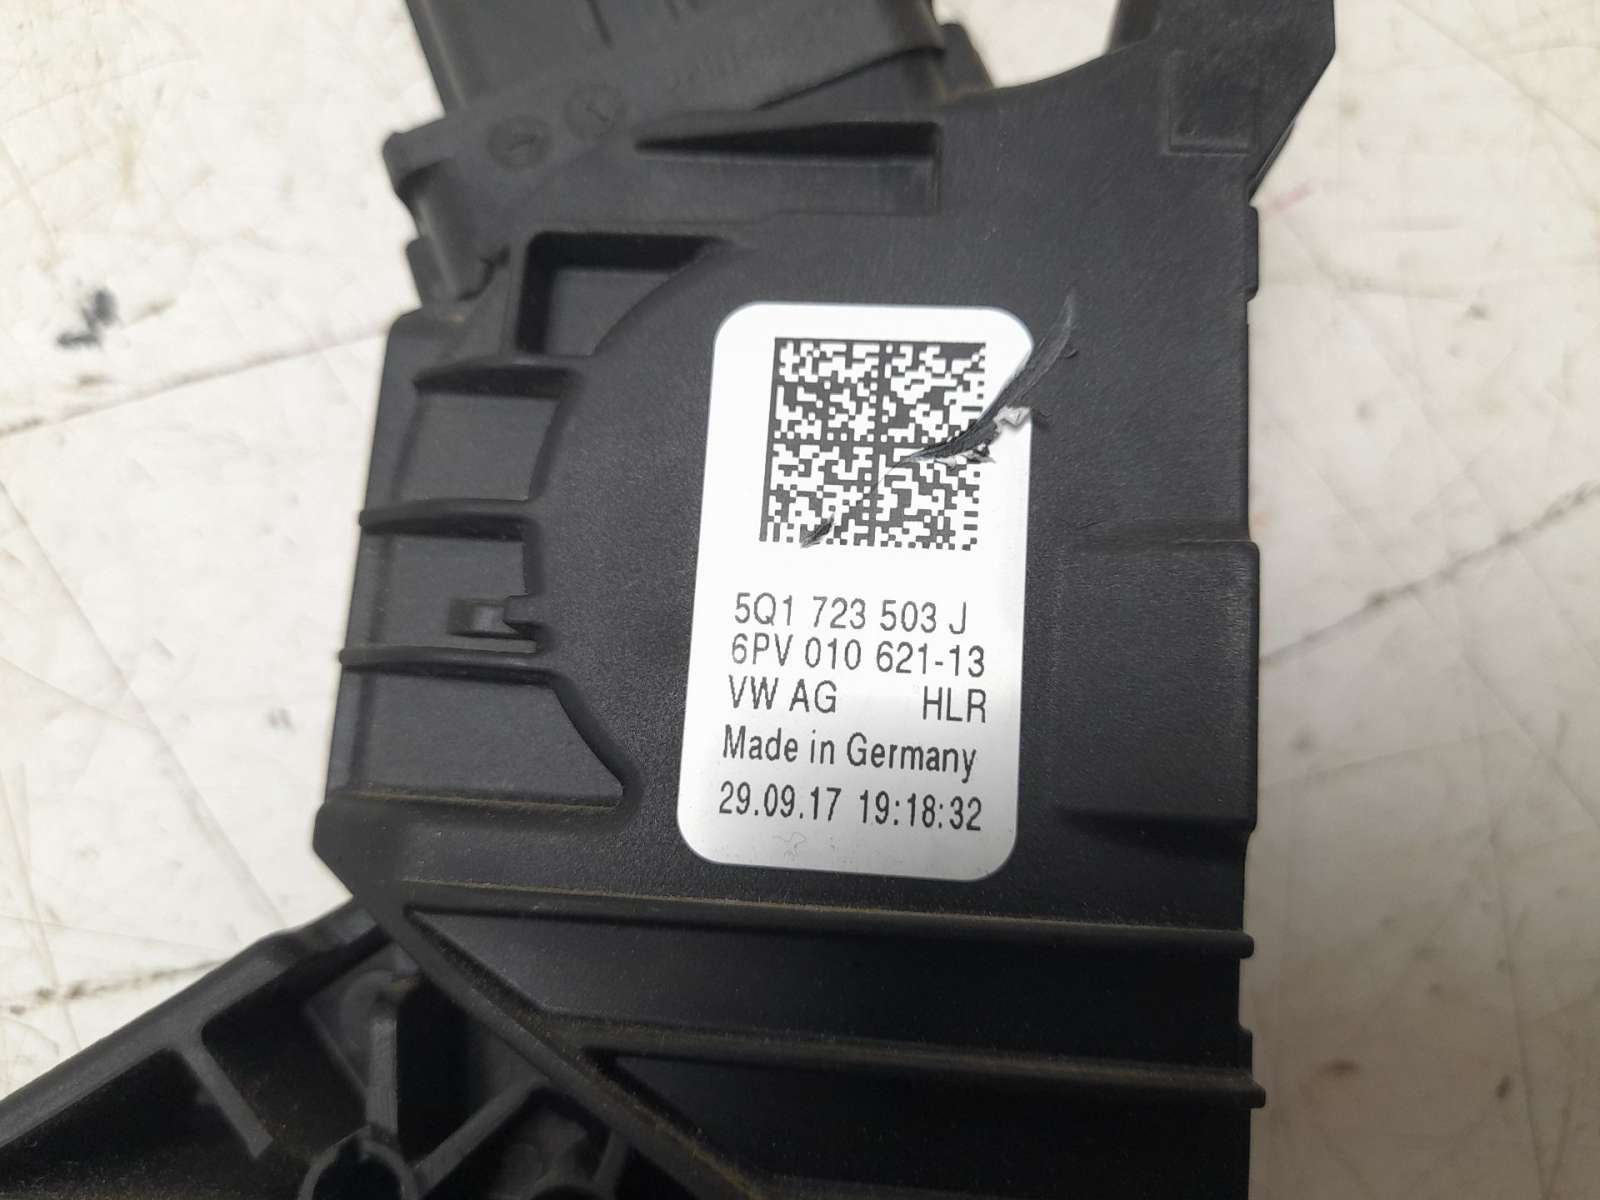 5Q1 723 503 J
6PV 010 621-13
VW AG HLR
Made in Germany
29.09.17 19:18:32